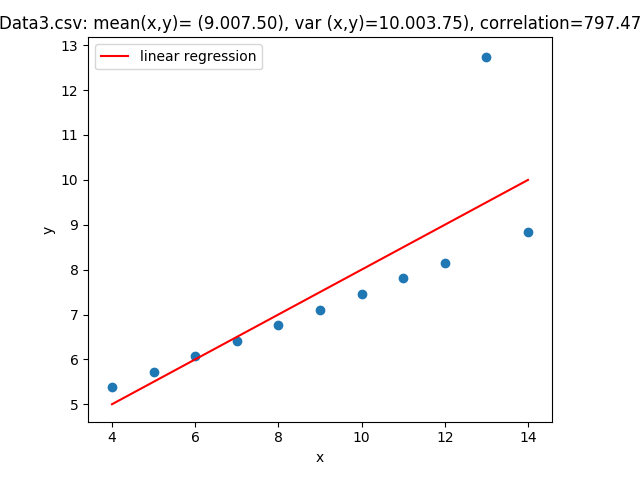 Data3.csv: mean(x,y)= (9.007.50), var (x,y)=10.003.75), correlation=797.47
linear regression
13
12
11
10
9
8
7
6
5
y
4 6 8 10 12 14
x